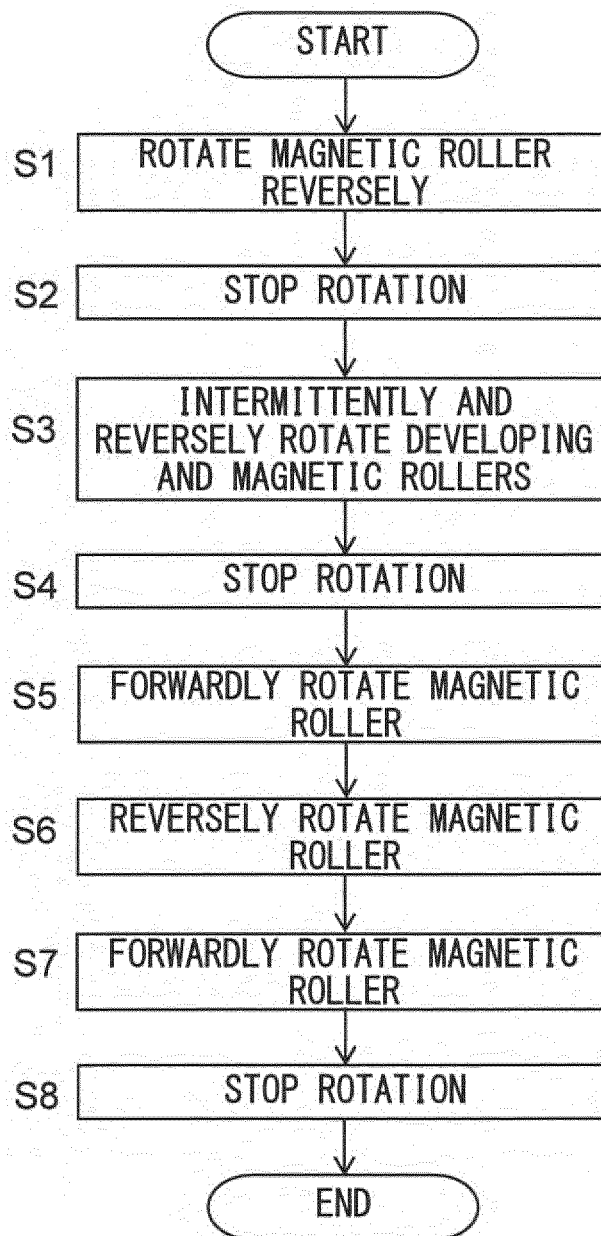 START
S1
ROTATE MAGNETIC ROLLER
REVERSELY
S2
STOP ROTATION
S3
INTERMITTENTLY AND
REVERSELY ROTATE DEVELOPING
AND MAGNETIC ROLLERS
S4
STOP ROTATION
S5
FORWARDLY ROTATE MAGNETIC
ROLLER
S6
REVERSELY ROTATE MAGNETIC
ROLLER
S7
FORWARDLY ROTATE MAGNETIC
ROLLER
S8
STOP ROTATION
END